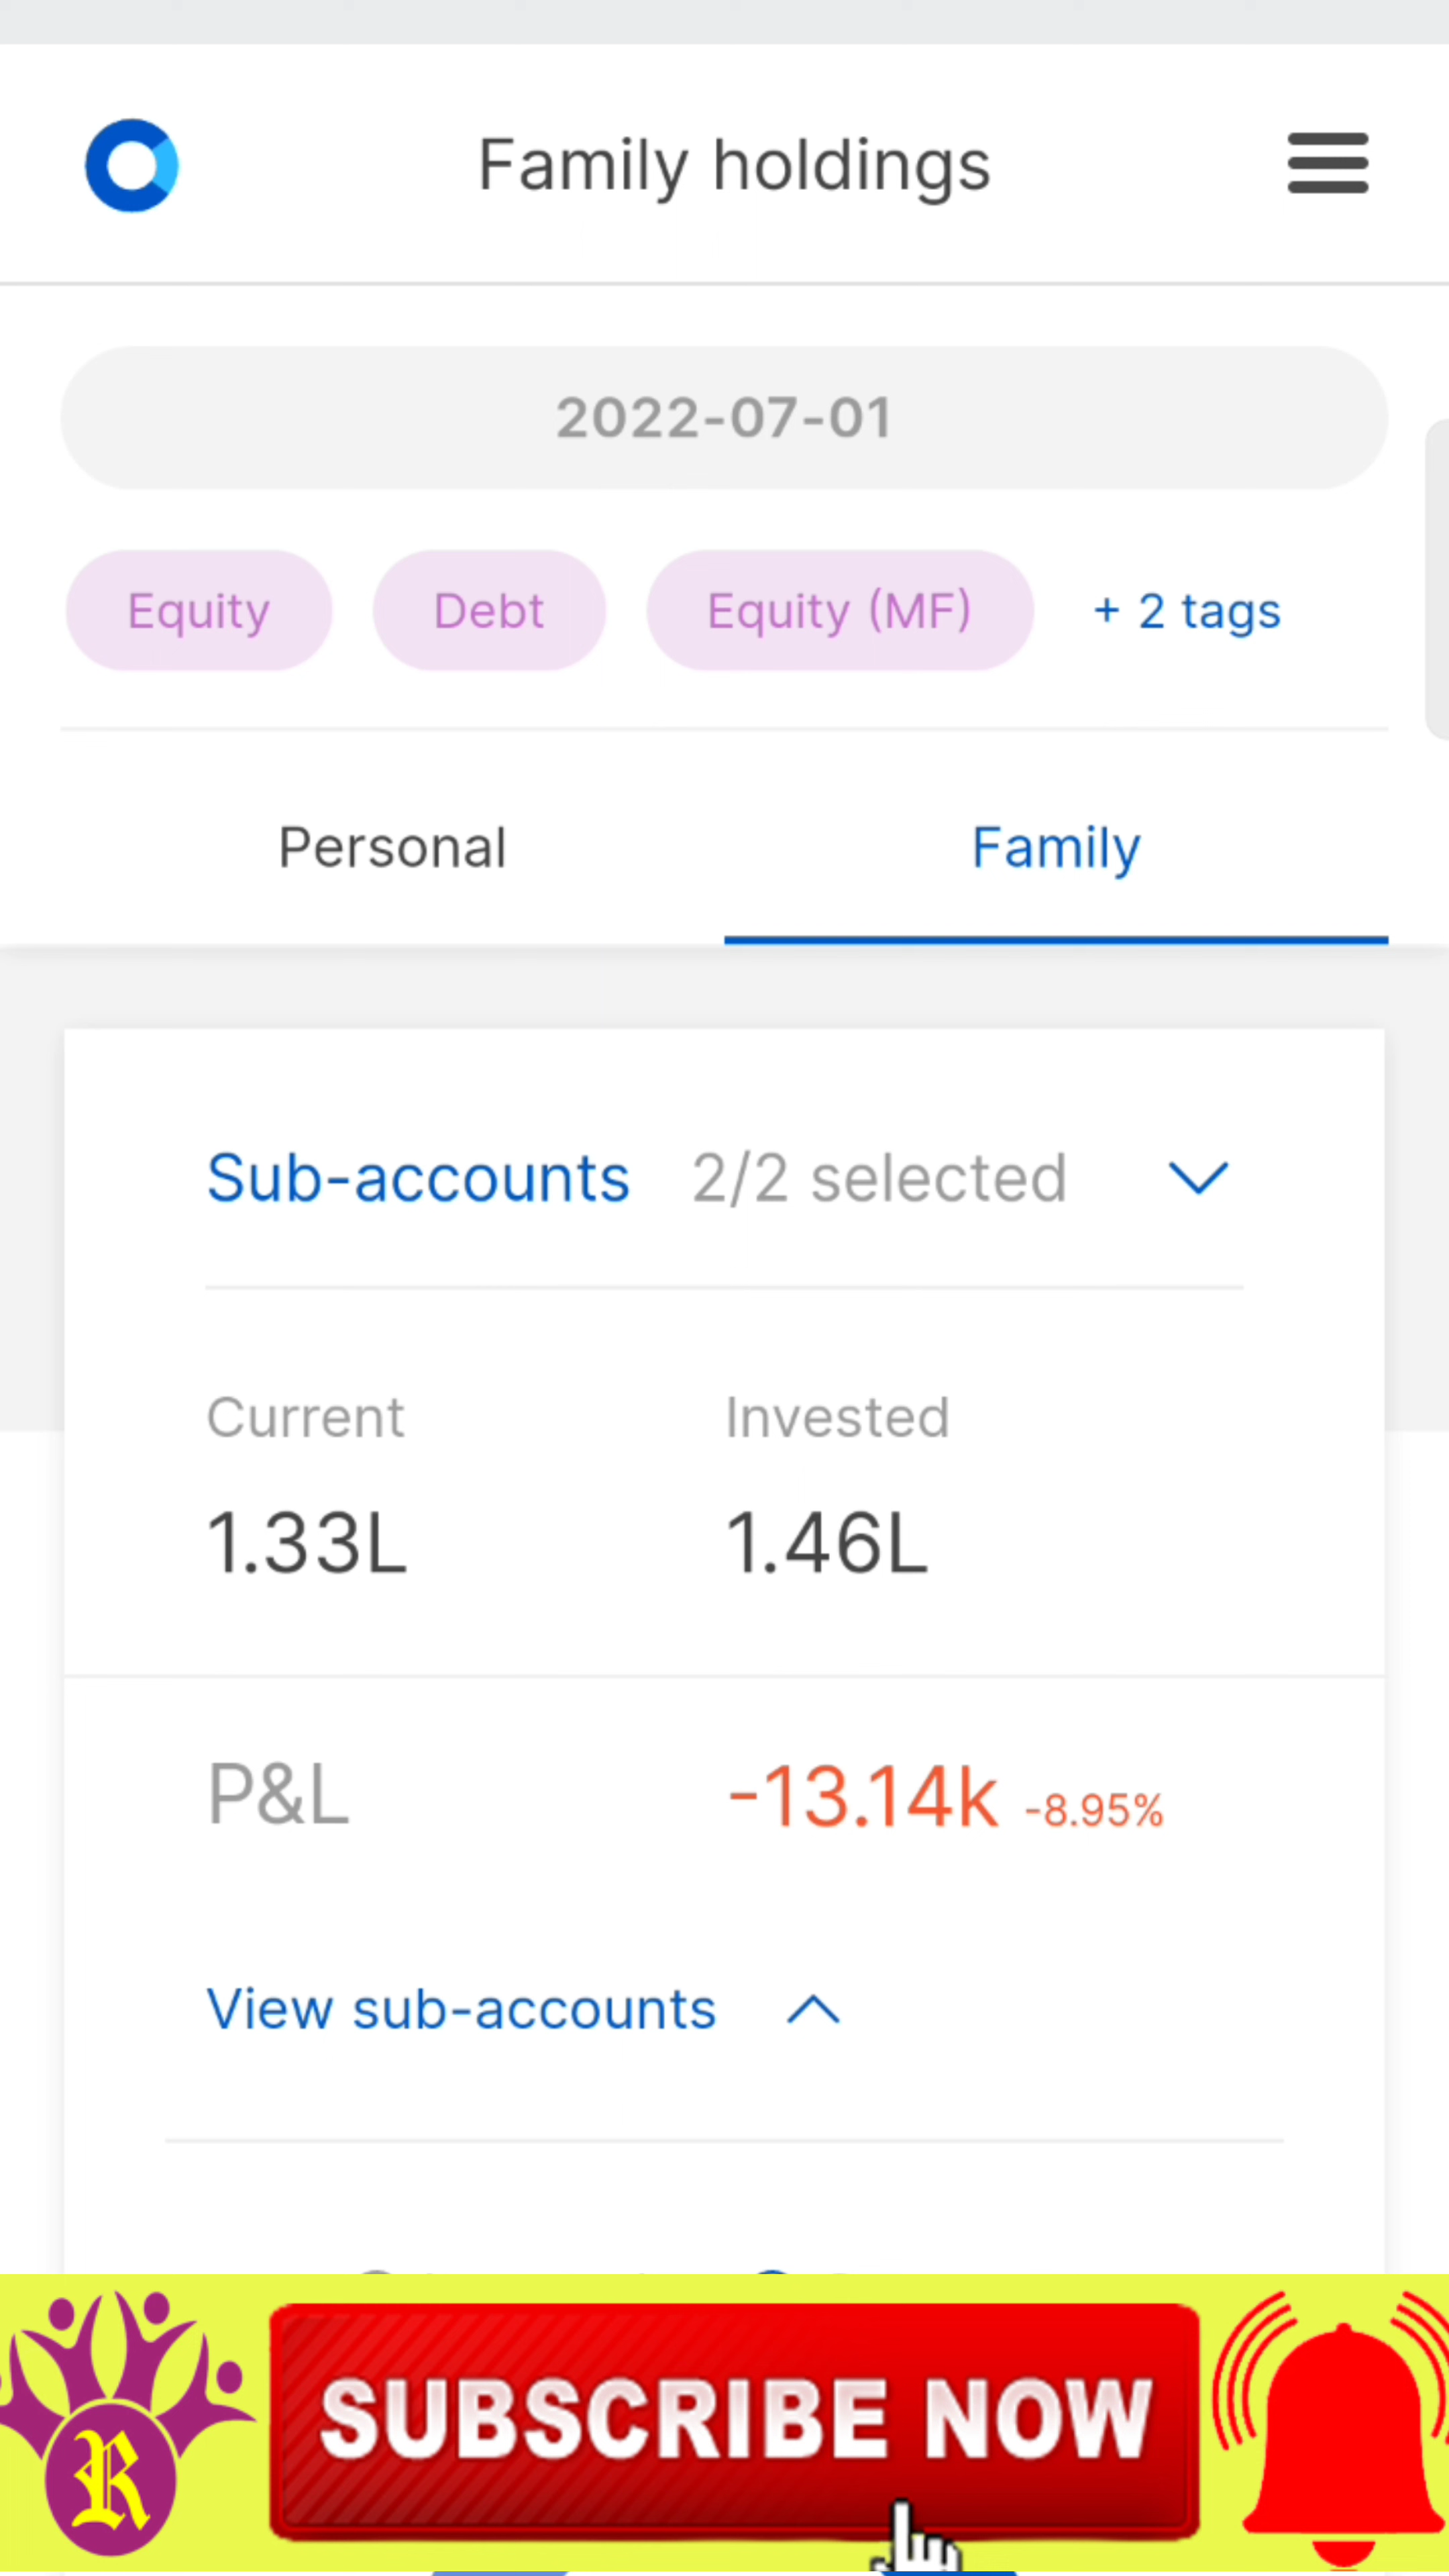 Family holdings
2022-07-01
Equity Debt Equity (MF) + 2 tags
Personal Family
Sub-accounts 2/2 selected
Current Invested
1.33L 1.46L
P&L -13.14k -8.95%
View sub-accounts
R SUBSCRIBE NOW